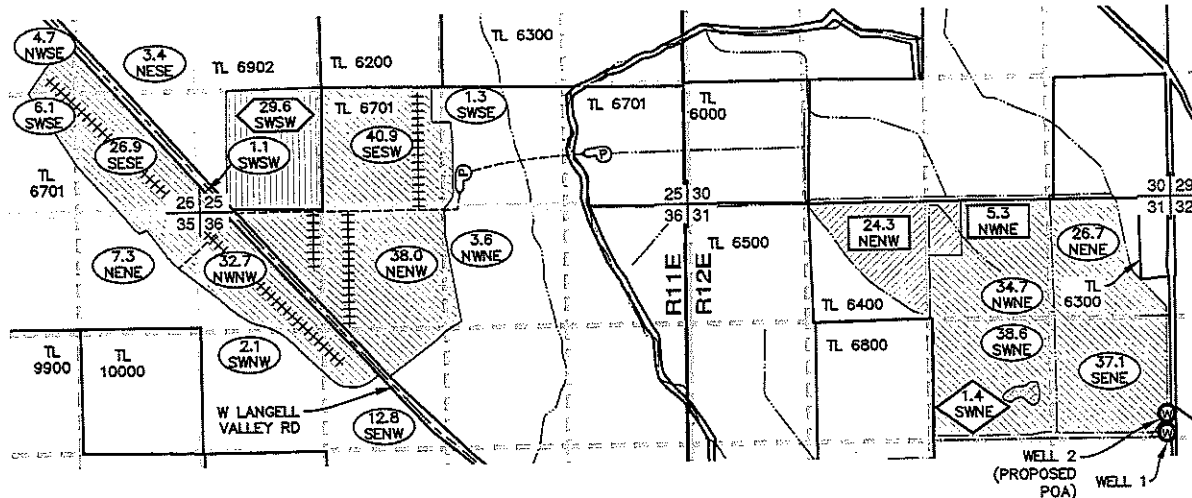 4.7
NWSE
3.4
NESE
TL 6902
TL 6200
TL 6300
6.1
SWSE
26.9
SESE
29.6
SWSW
1.1
SWSW
TL 6701
40.9
SESW
1.3
SWSE
P
P
TL 6701
TL
6000
TL
6701
26 25
35 36
25 30
36 31
30 29
31 32
7.3
NENE
32.7
NWNW
38.0
NENW
3.6
NWNE
R11E
R12E
TL 6500
24.3
NENW
5.3
NWNE
26.7
NENE
TL
6300
34.7
NWNE
TL 6400
38.6
SWNE
37.1
SENE
TL
9900
TL
10000
2.1
SWNW
W LANGELL
VALLEY RD
12.8
SENW
TL 6800
1.4
SWNE
W
W
WELL 2
(PROPOSED
POA)
WELL 1